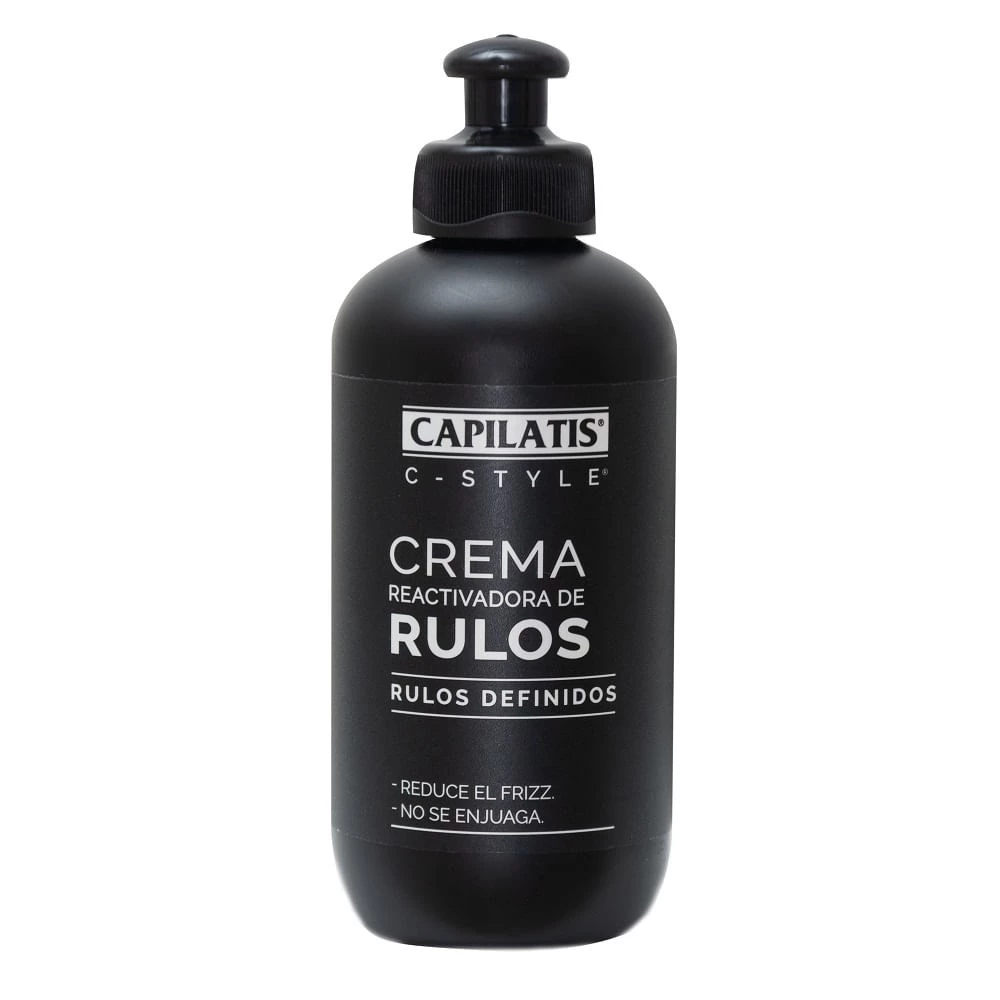 CAPILATIS®
C-STYLE®
CREMA
REACTIVADORA DE
RULOS
RULOS DEFINIDOS
-REDUCE EL FRIZZ.
-NO SE ENJUAGA.